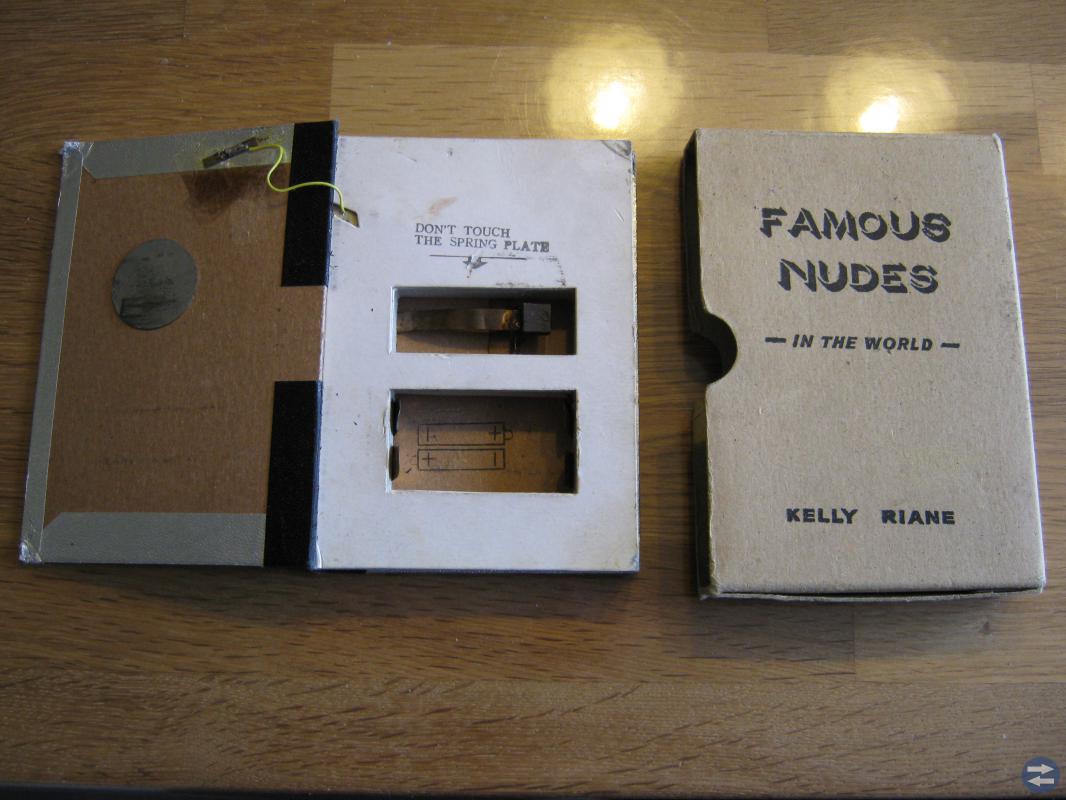 DON'T TOUCH
THE SPRING PLATE
- +
+ -
FAMOUS
NUDES
— IN THE WORLD —
KELLY RIANE